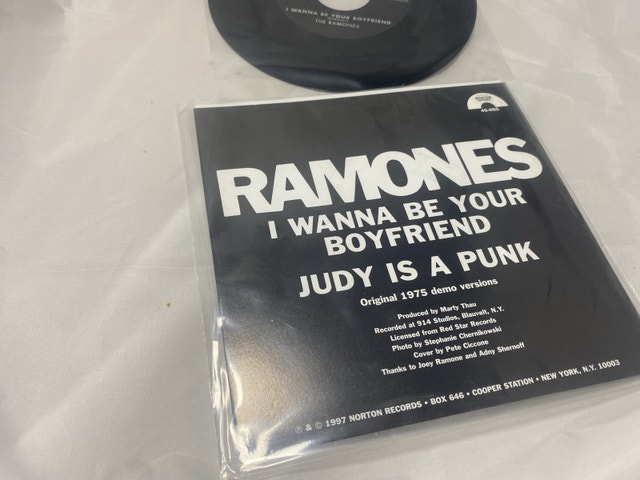 I WANNA BE YOUR BOYFRIEND
THE RAMONES
45-065
RAMONES
I WANNA BE YOUR
BOYFRIEND
JUDY IS A PUNK
Original 1975 demo versions
Produced by Marty Thau
Recorded at 914 Studios, Blauvelt, N.Y.
Licensed from Red Star Records
Photo by Stephanie Chernikowski
Cover by Pete Ciccone
Thanks to Joey Ramone and Adny Shernoff
℗ & © 1997 NORTON RECORDS • BOX 646 • COOPER STATION • NEW YORK, N.Y. 10003